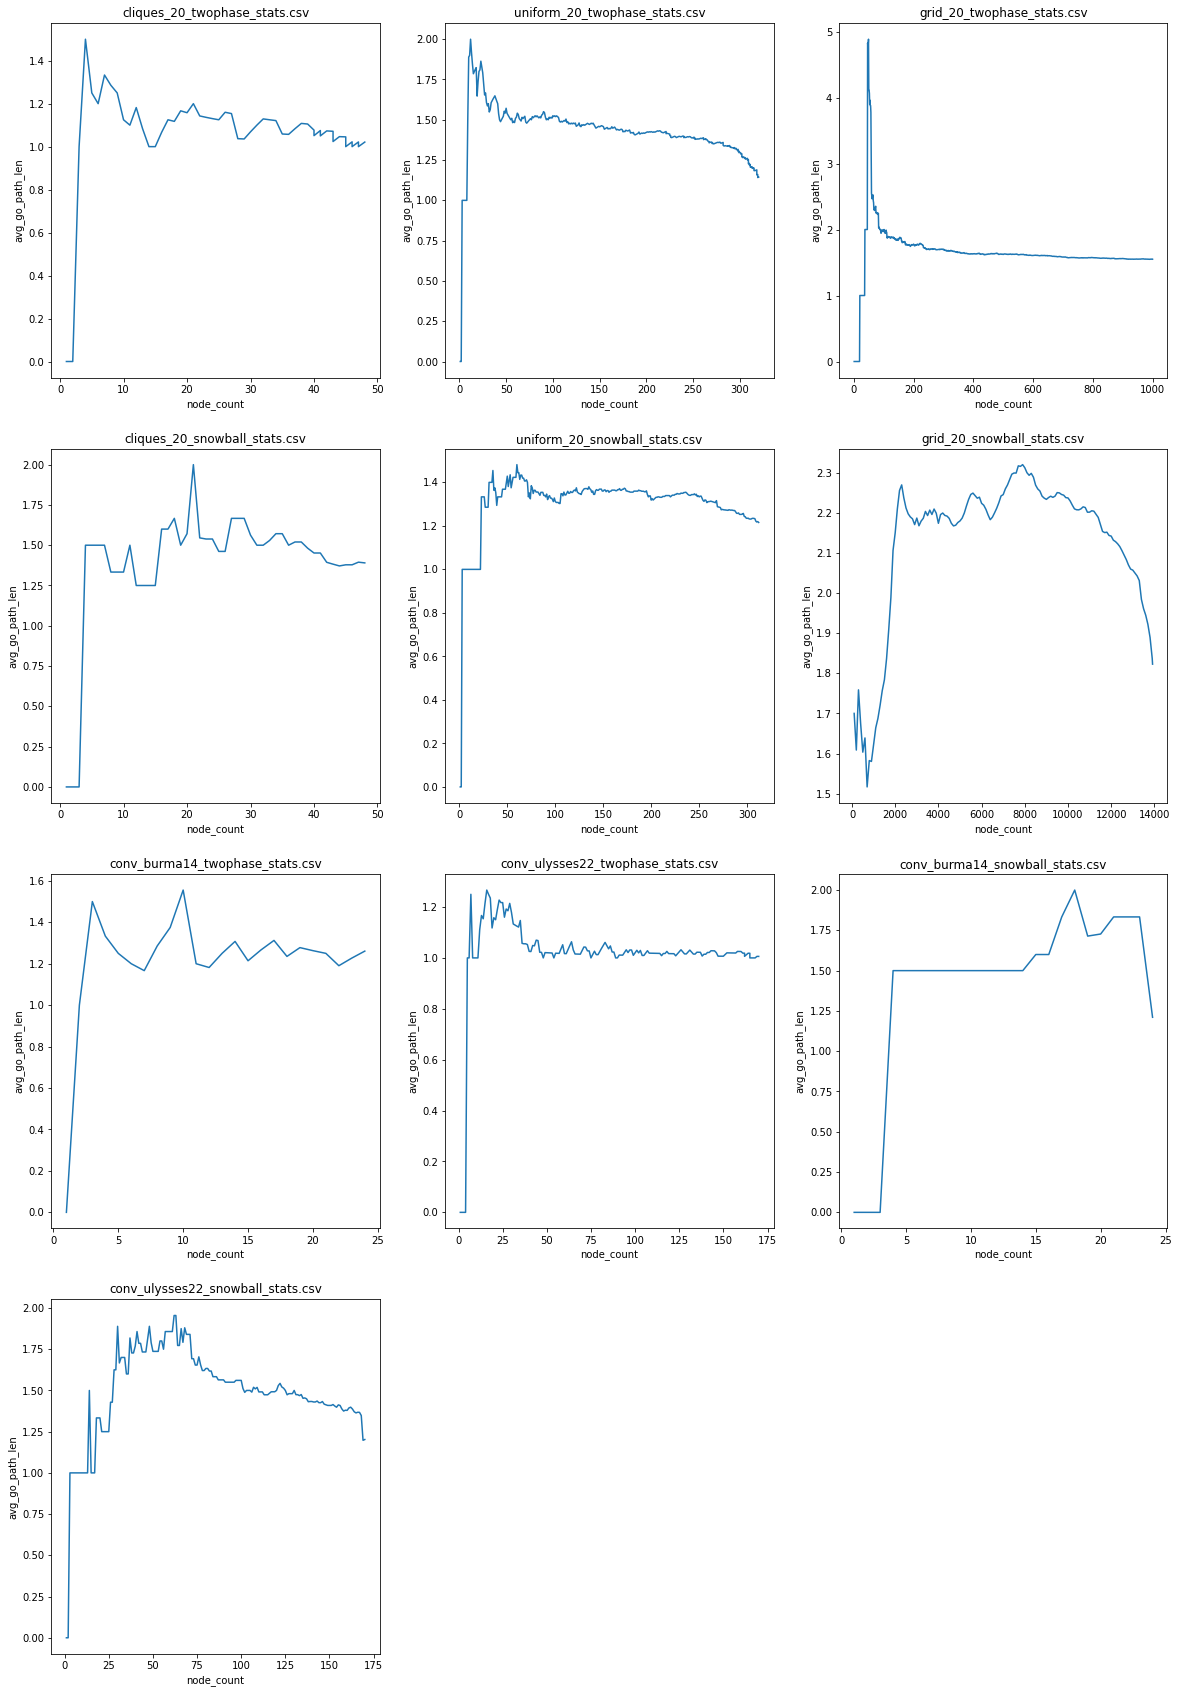 cliques_20_twophase_stats.csv
avg_go_path_len
1.4
1.2
1.0
0.8
0.6
0.4
0.2
0.0
0 10 20 30 40 50
node_count
uniform_20_twophase_stats.csv
avg_go_path_len
2.00
1.75
1.50
1.25
1.00
0.75
0.50
0.25
0.00
0 50 100 150 200 250 300
node_count
grid_20_twophase_stats.csv
avg_go_path_len
5
4
3
2
1
0
0 200 400 600 800 1000
node_count
cliques_20_snowball_stats.csv
avg_go_path_len
2.00
1.75
1.50
1.25
1.00
0.75
0.50
0.25
0.00
0 10 20 30 40 50
node_count
uniform_20_snowball_stats.csv
avg_go_path_len
1.4
1.2
1.0
0.8
0.6
0.4
0.2
0.0
0 50 100 150 200 250 300
node_count
grid_20_snowball_stats.csv
avg_go_path_len
2.3
2.2
2.1
2.0
1.9
1.8
1.7
1.6
1.5
0 2000 4000 6000 8000 10000 12000 14000
node_count
conv_burma14_twophase_stats.csv
avg_go_path_len
1.6
1.4
1.2
1.0
0.8
0.6
0.4
0.2
0.0
0 5 10 15 20 25
node_count
conv_ulysses22_twophase_stats.csv
avg_go_path_len
1.2
1.0
0.8
0.6
0.4
0.2
0.0
0 25 50 75 100 125 150 175
node_count
conv_burma14_snowball_stats.csv
avg_go_path_len
2.00
1.75
1.50
1.25
1.00
0.75
0.50
0.25
0.00
0 5 10 15 20 25
node_count
conv_ulysses22_snowball_stats.csv
avg_go_path_len
2.00
1.75
1.50
1.25
1.00
0.75
0.50
0.25
0.00
0 25 50 75 100 125 150 175
node_count